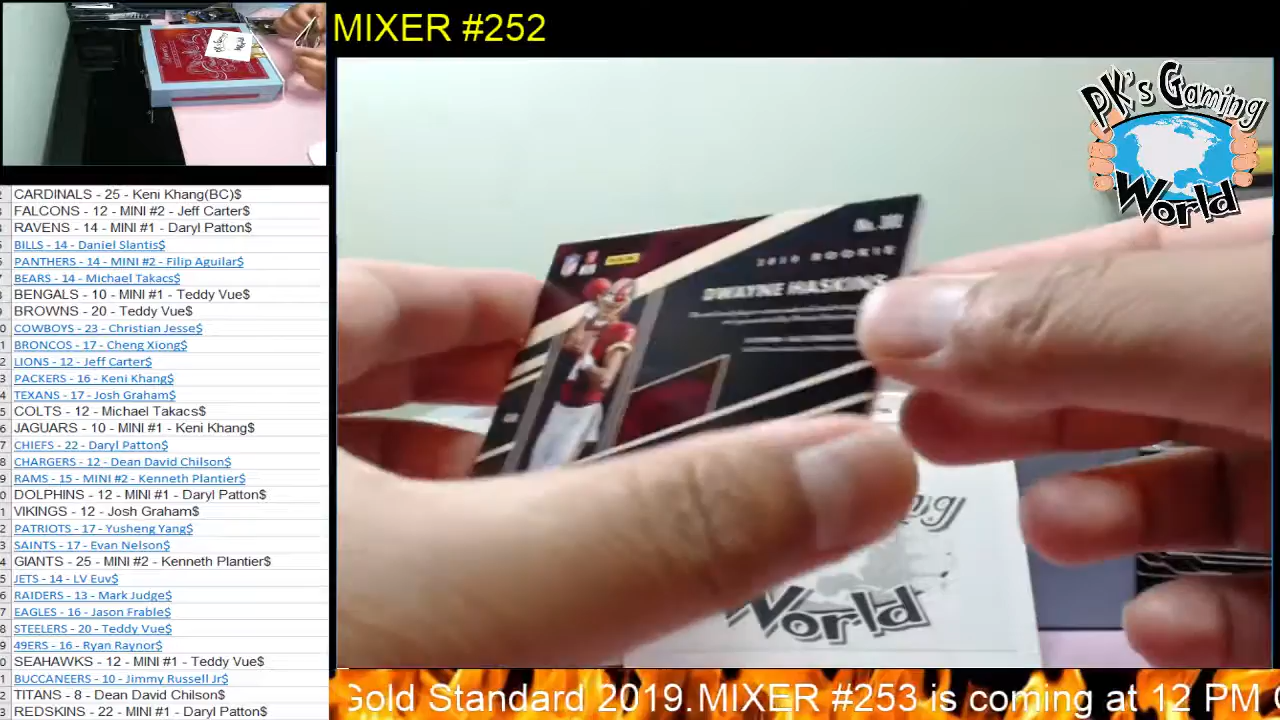 MIXER #252
PK's Gaming
World
CARDINALS - 25 - Keni Khang(BC)$
FALCONS - 12 - MINI #2 - Jeff Carter$
RAVENS - 14 - MINI #1 - Daryl Patton$
BILLS - 14 - Daniel Slantis$
PANTHERS - 14 - MINI #2 - Filip Aguilar$
BEARS - 14 - Michael Takacs$
BENGALS - 10 - MINI #1 - Teddy Vue$
BROWNS - 20 - Teddy Vue$
COWBOYS - 23 - Christian Jesse$
BRONCOS - 17 - Cheng Xiong$
LIONS - 12 - Jeff Carter$
PACKERS - 16 - Keni Khang$
TEXANS - 17 - Josh Graham$
COLTS - 12 - Michael Takacs$
JAGUARS - 10 - MINI #1 - Keni Khang$
CHIEFS - 22 - Daryl Patton$
CHARGERS - 12 - Dean David Chilson$
RAMS - 15 - MINI #2 - Kenneth Plantier$
DOLPHINS - 12 - MINI #1 - Daryl Patton$
VIKINGS - 12 - Josh Graham$
PATRIOTS - 17 - Yusheng Yang$
SAINTS - 17 - Evan Nelson$
GIANTS - 25 - MINI #2 - Kenneth Plantier$
JETS - 14 - LV Euv$
RAIDERS - 13 - Mark Judge$
EAGLES - 16 - Jason Frable$
STEELERS - 20 - Teddy Vue$
49ERS - 16 - Ryan Raynor$
SEAHAWKS - 12 - MINI #1 - Teddy Vue$
BUCCANEERS - 10 - Jimmy Russell Jr$
TITANS - 8 - Dean David Chilson$
REDSKINS - 22 - MINI #1 - Daryl Patton$
2019 ROOKIE
DWAYNE HASKINS
World
Gold Standard 2019.MIXER #253 is coming at 12 PM